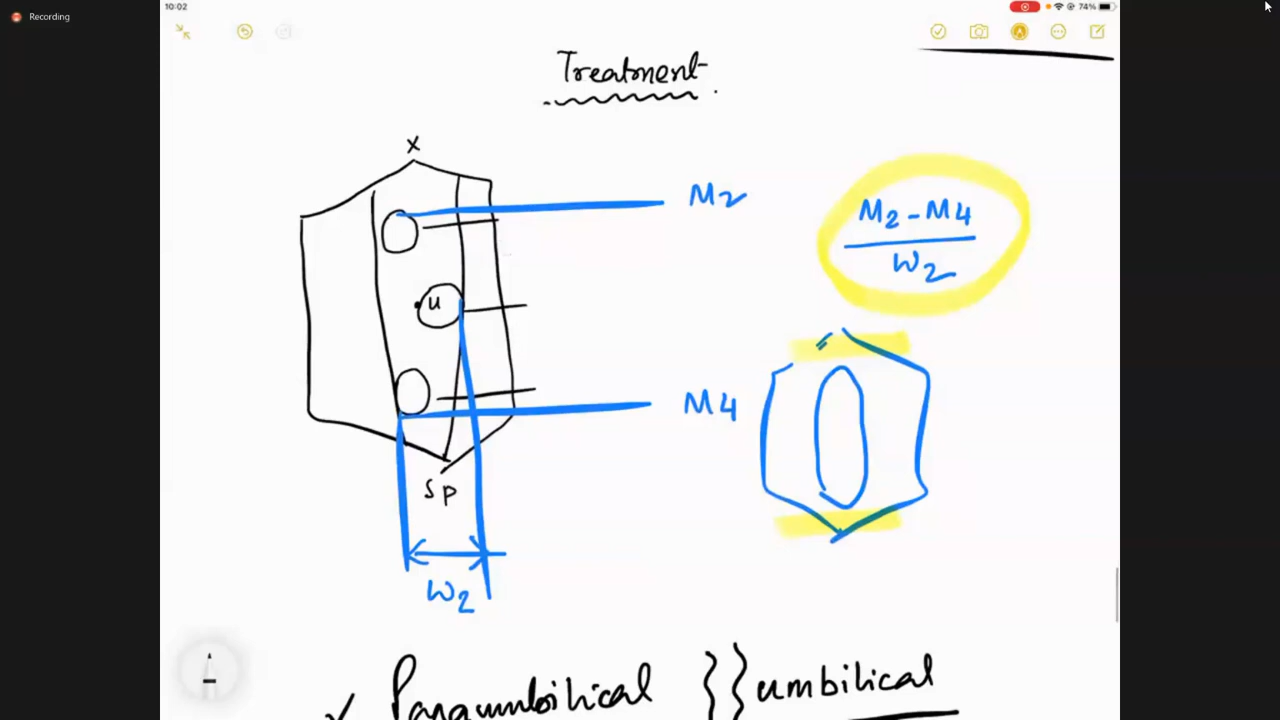 10:02
74%
Recording
Treatment
X
M2
M2-M4
W2
u
M4
SP
W2
x Paraumbilical }} umbilical